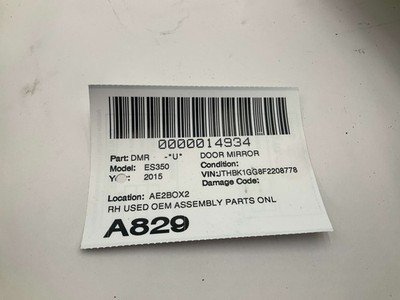 0000014934
Part: DMR - -"U" DOOR MIRROR
Model: ES350 Condition:
2015 VIN:JTHBK1GG8F2208778
Damage Code:
Location: AE2BOX2
RH USED OEM ASSEMBLY PARTS ONL
A829